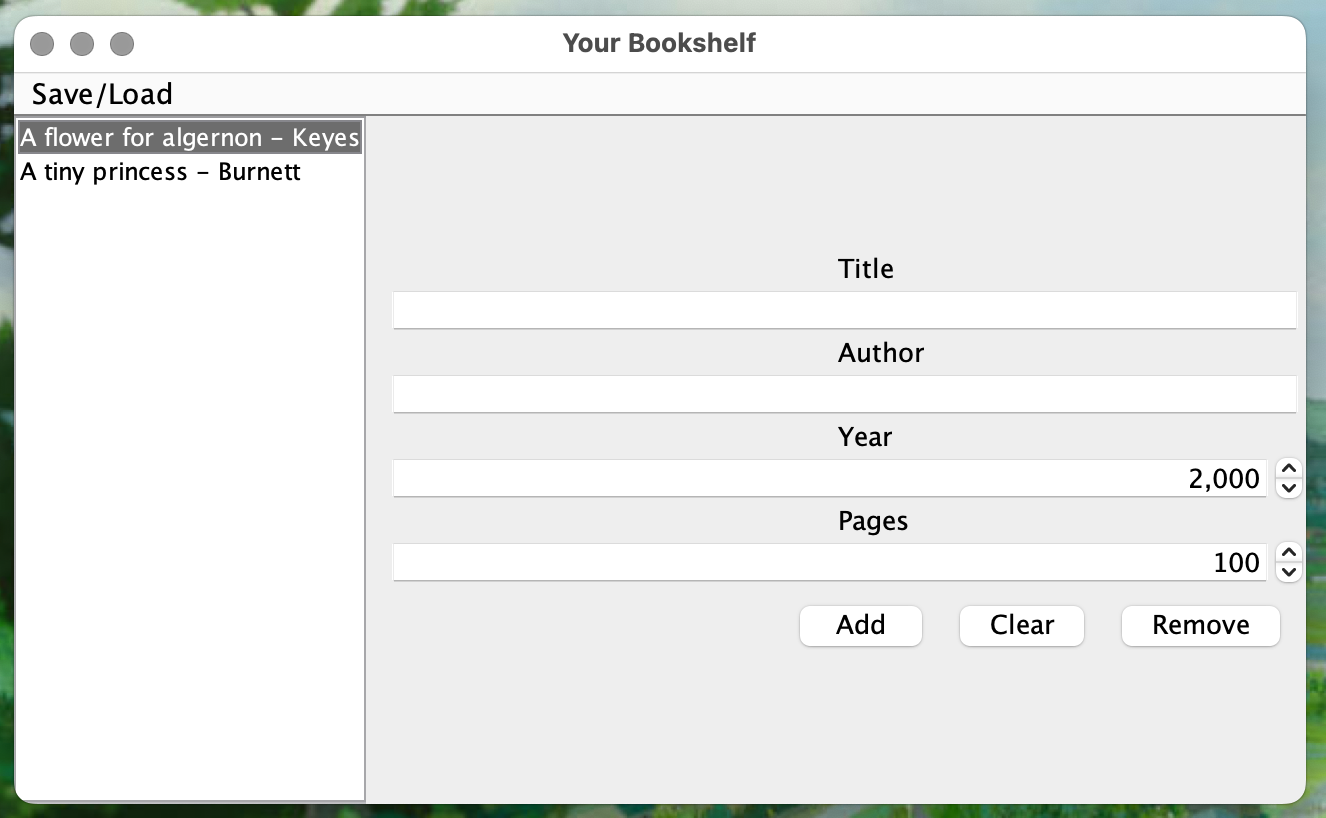 Your Bookshelf
Save/Load
A flower for algernon – Keyes
A tiny princess – Burnett
Title
Author
Year
2,000
Pages
100
Add Clear Remove